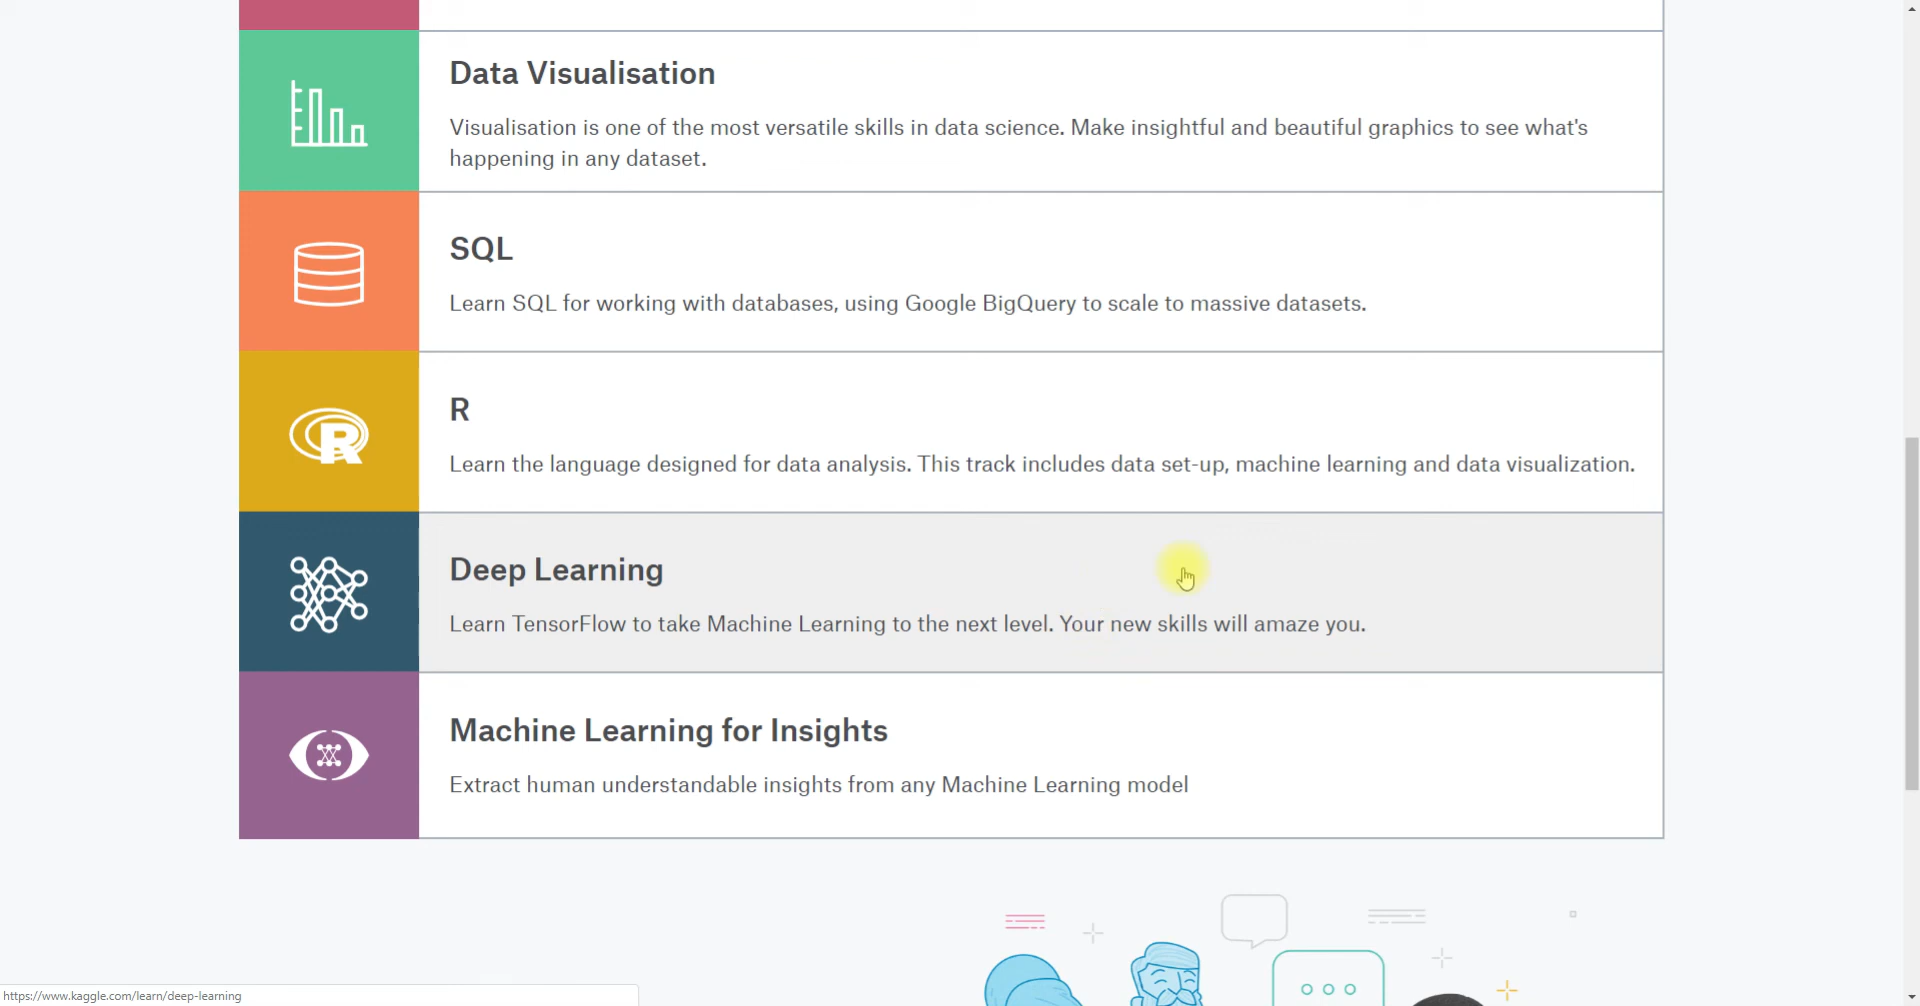 Data Visualisation
Visualisation is one of the most versatile skills in data science. Make insightful and beautiful graphics to see what's
happening in any dataset.
SQL
Learn SQL for working with databases, using Google BigQuery to scale to massive datasets.
R
R
Learn the language designed for data analysis. This track includes data set-up, machine learning and data visualization.
Deep Learning
Learn TensorFlow to take Machine Learning to the next level. Your new skills will amaze you.
Machine Learning for Insights
Extract human understandable insights from any Machine Learning model
https://www.kaggle.com/learn/deep-learning